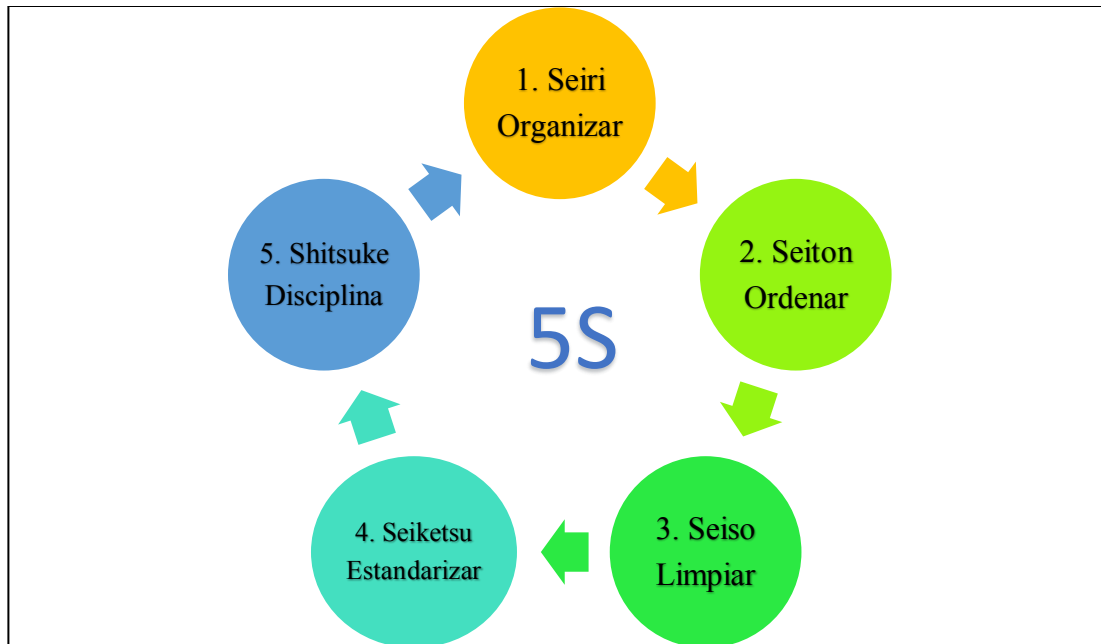 1. Seiri
Organizar
2. Seiton
Ordenar
3. Seiso
Limpiar
4. Seiketsu
Estandarizar
5. Shitsuke
Disciplina
5S